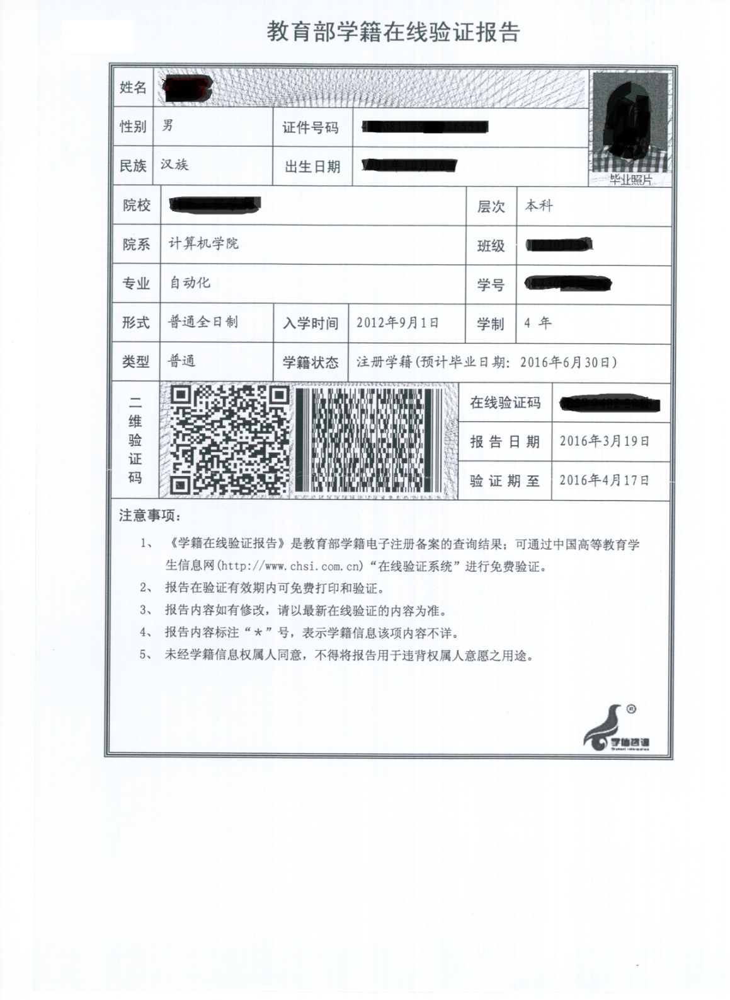 教育部学籍在线验证报告
姓名
性别 男 证件号码
民族 汉族 出生日期
毕业照片
院校 层次 本科
院系 计算机学院 班级
专业 自动化 学号
形式 普通全日制 入学时间 2012年9月1日 学制 4 年
类型 普通 学籍状态 注册学籍(预计毕业日期: 2016年6月30日)
二维验证码
在线验证码
报告日期 2016年3月19日
验证期至 2016年4月17日
注意事项：
1、 《学籍在线验证报告》是教育部学籍电子注册备案的查询结果；可通过中国高等教育学
生信息网(http://www.chsi.com.cn)“在线验证系统”进行免费验证。
2、 报告在验证有效期内可免费打印和验证。
3、 报告内容如有修改，请以最新在线验证的内容为准。
4、 报告内容标注“*”号，表示学籍信息该项内容不详。
5、 未经学籍信息权属人同意，不得将报告用于违背权属人意愿之用途。
®
学信咨询